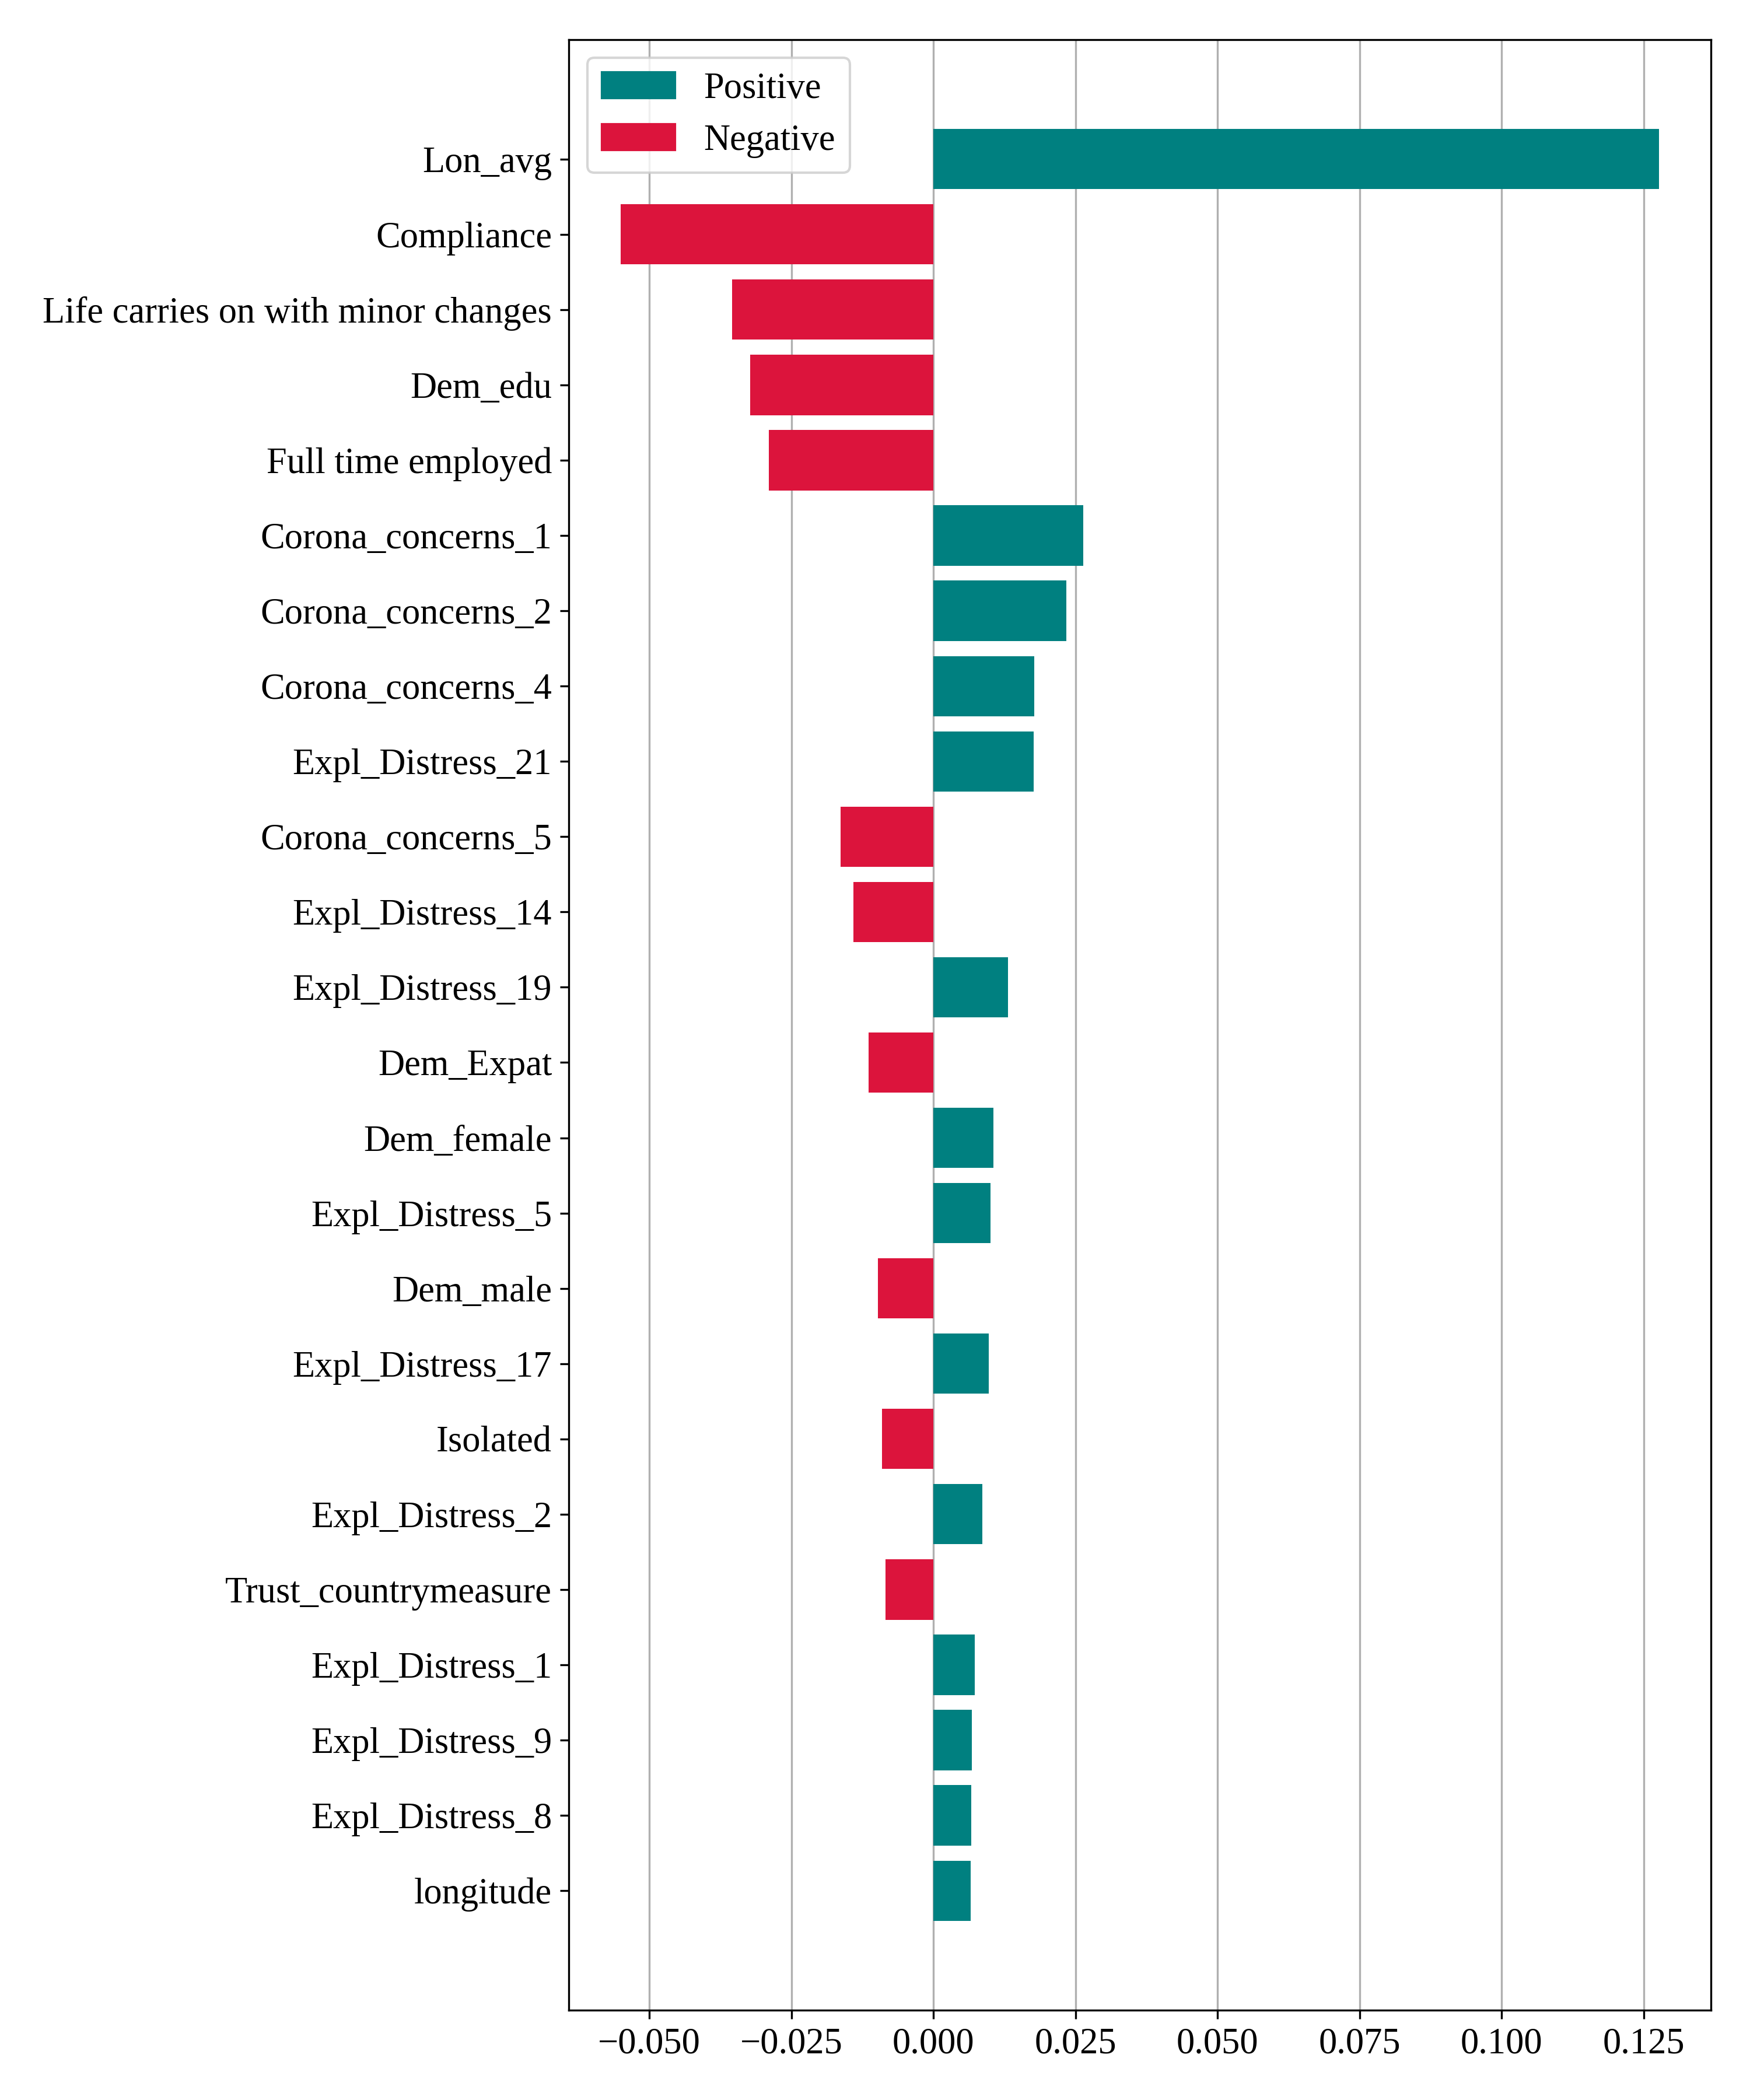 Positive
Negative
Lon_avg
Compliance
Life carries on with minor changes
Dem_edu
Full time employed
Corona_concerns_1
Corona_concerns_2
Corona_concerns_4
Expl_Distress_21
Corona_concerns_5
Expl_Distress_14
Expl_Distress_19
Dem_Expat
Dem_female
Expl_Distress_5
Dem_male
Expl_Distress_17
Isolated
Expl_Distress_2
Trust_countrymeasure
Expl_Distress_1
Expl_Distress_9
Expl_Distress_8
longitude
−0.050 −0.025 0.000 0.025 0.050 0.075 0.100 0.125